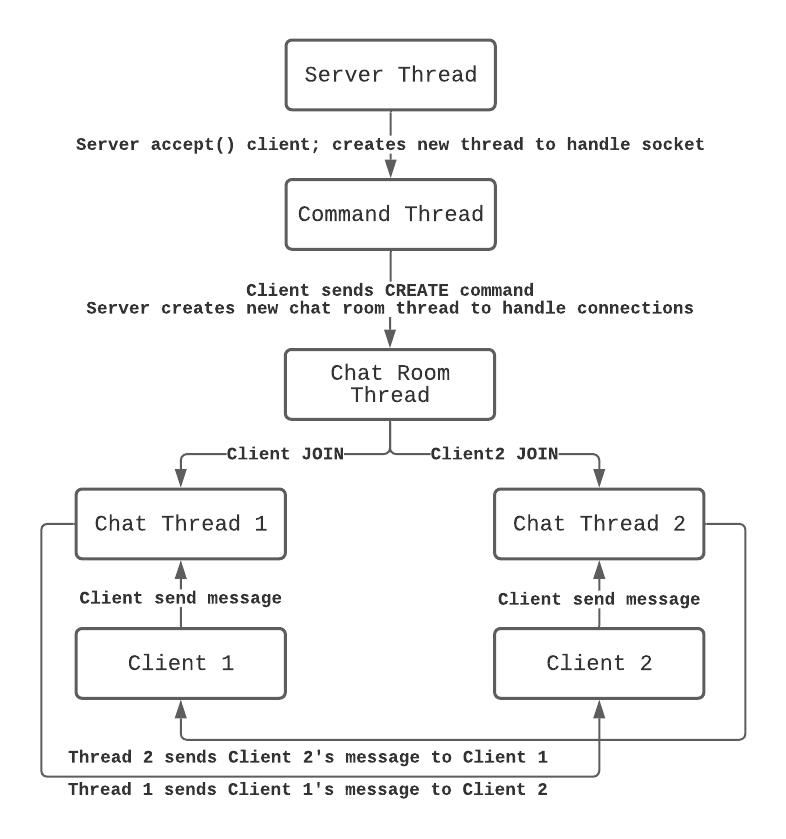 Server Thread
Server accept() client; creates new thread to handle socket
Command Thread
Client sends CREATE command
Server creates new chat room thread to handle connections
Chat Room
Thread
Client JOIN
Client2 JOIN
Chat Thread 1
Chat Thread 2
Client send message
Client send message
Client 1
Client 2
Thread 2 sends Client 2's message to Client 1
Thread 1 sends Client 1's message to Client 2